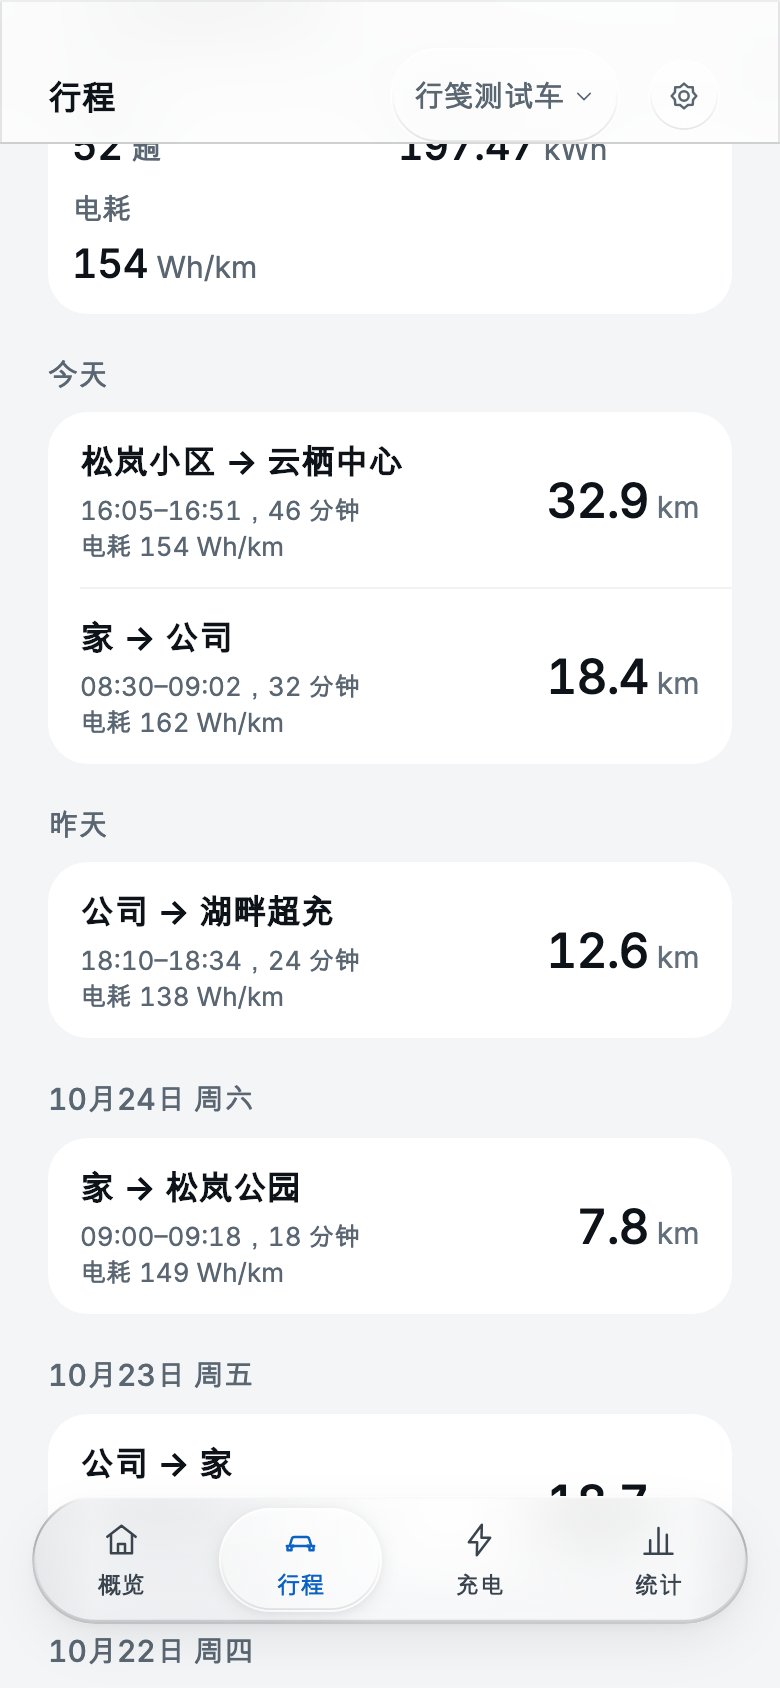 行程
行笺测试车
52 趟
197.47 kWh
电耗
154 Wh/km
今天
松岚小区 → 云栖中心
16:05–16:51，46 分钟
电耗 154 Wh/km
32.9 km
家 → 公司
08:30–09:02，32 分钟
电耗 162 Wh/km
18.4 km
昨天
公司 → 湖畔超充
18:10–18:34，24 分钟
电耗 138 Wh/km
12.6 km
10月24日 周六
家 → 松岚公园
09:00–09:18，18 分钟
电耗 149 Wh/km
7.8 km
10月23日 周五
公司 → 家
概览
行程
充电
统计
10月22日 周四